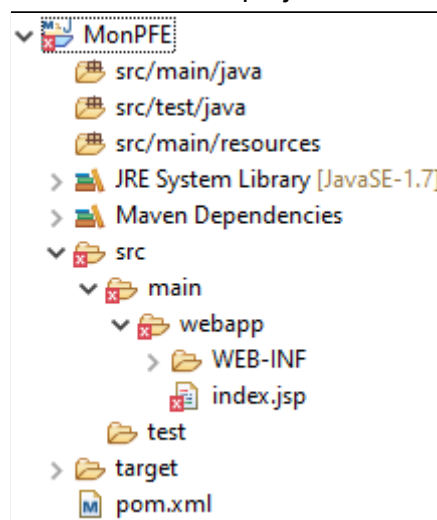 MonPFE
src/main/java
src/test/java
src/main/resources
JRE System Library [JavaSE-1.7]
Maven Dependencies
src
main
webapp
WEB-INF
index.jsp
test
target
pom.xml